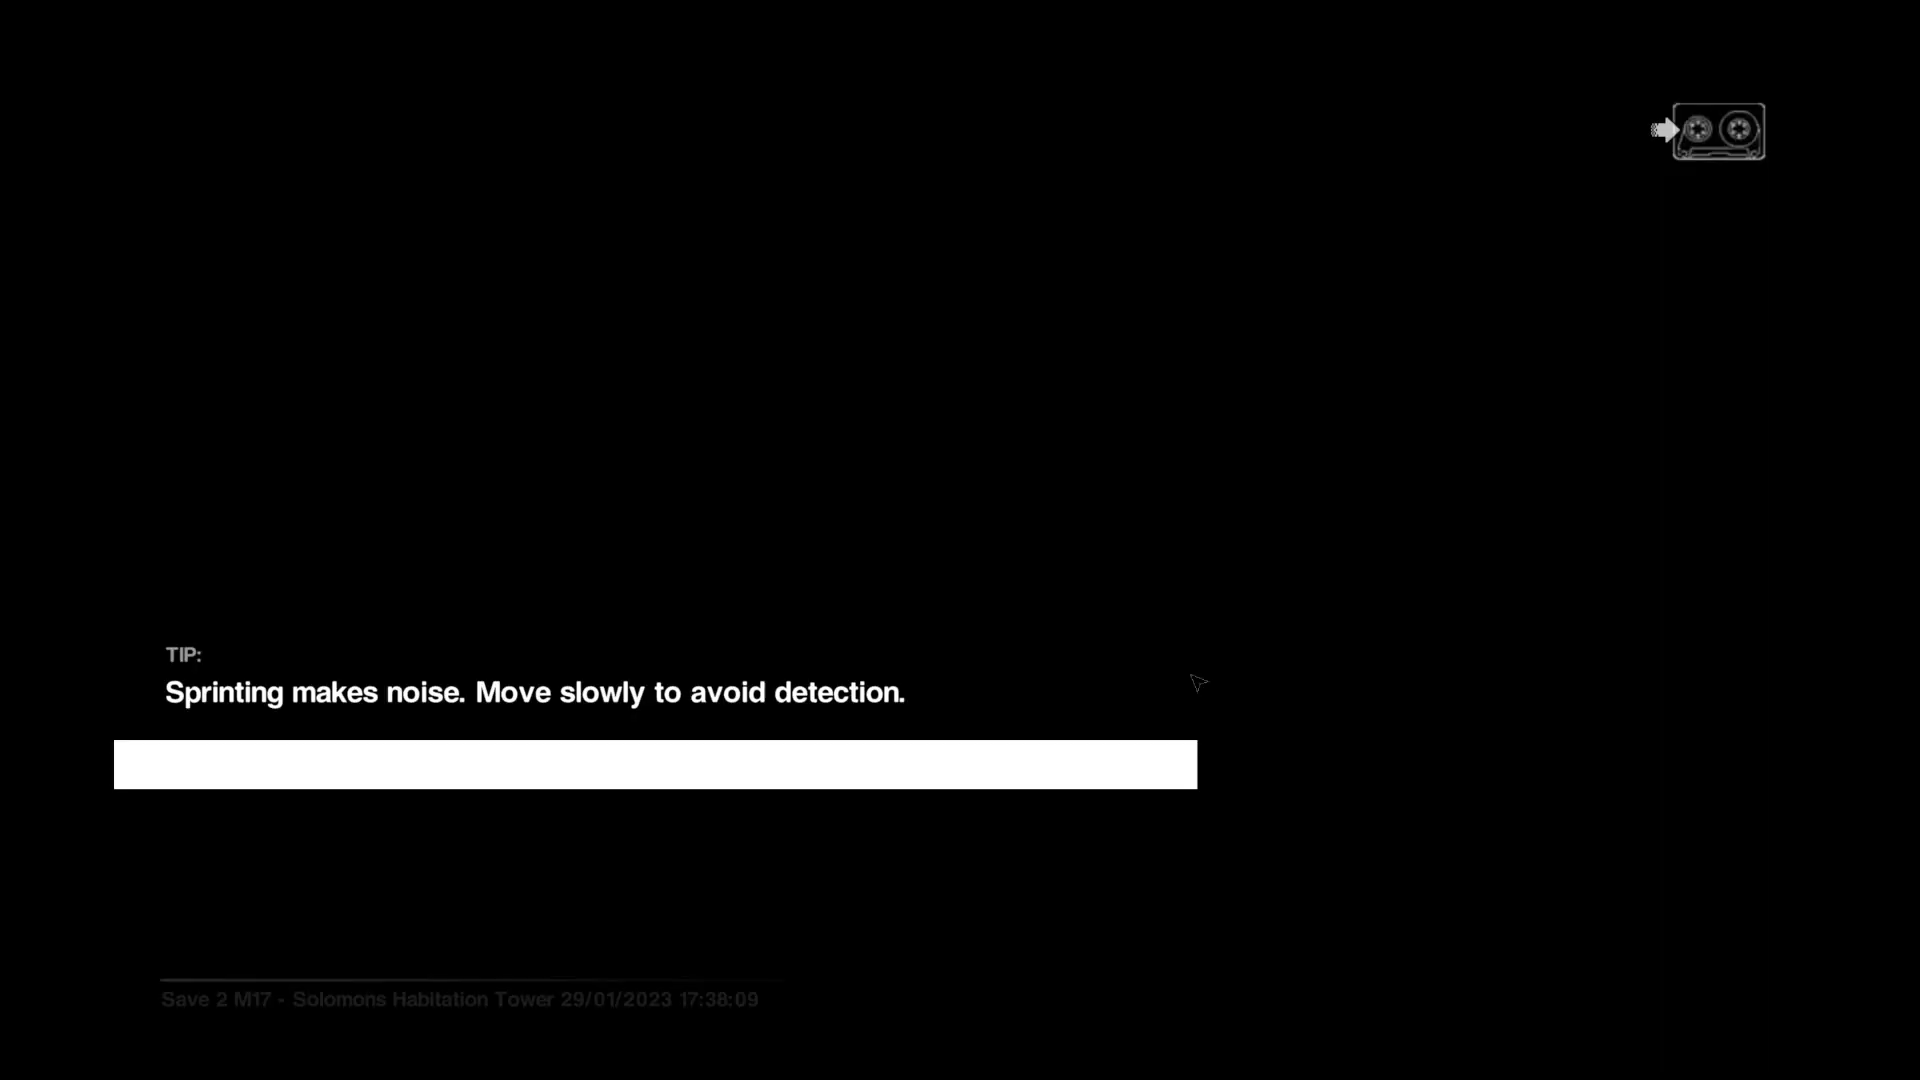 TIP:
Sprinting makes noise. Move slowly to avoid detection.
Save 2 M17 - Solomons Habitation Tower 29/01/2023 17:38:09